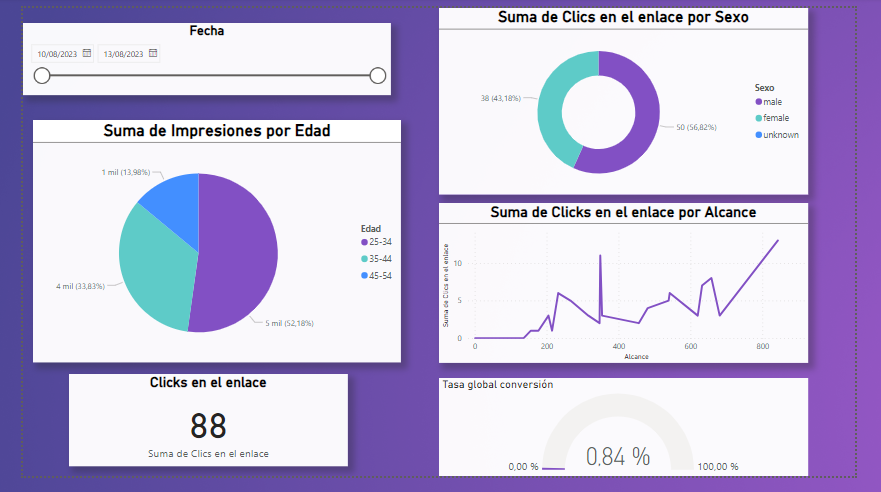 Fecha
10/08/2023 13/08/2023
Suma de Impresiones por Edad
1 mil (13,98%)
4 mil (33,83%)
5 mil (52,18%)
Edad
25-34
35-44
45-54
Clicks en el enlace
88
Suma de Clics en el enlace
Suma de Clics en el enlace por Sexo
38 (43,18%)
50 (56,82%)
Sexo
male
female
unknown
Suma de Clicks en el enlace por Alcance
Suma de Clics en el enlace
10
5
0
0 200 400 600 800
Alcance
Tasa global conversión
0,84 %
0,00 % 100,00 %